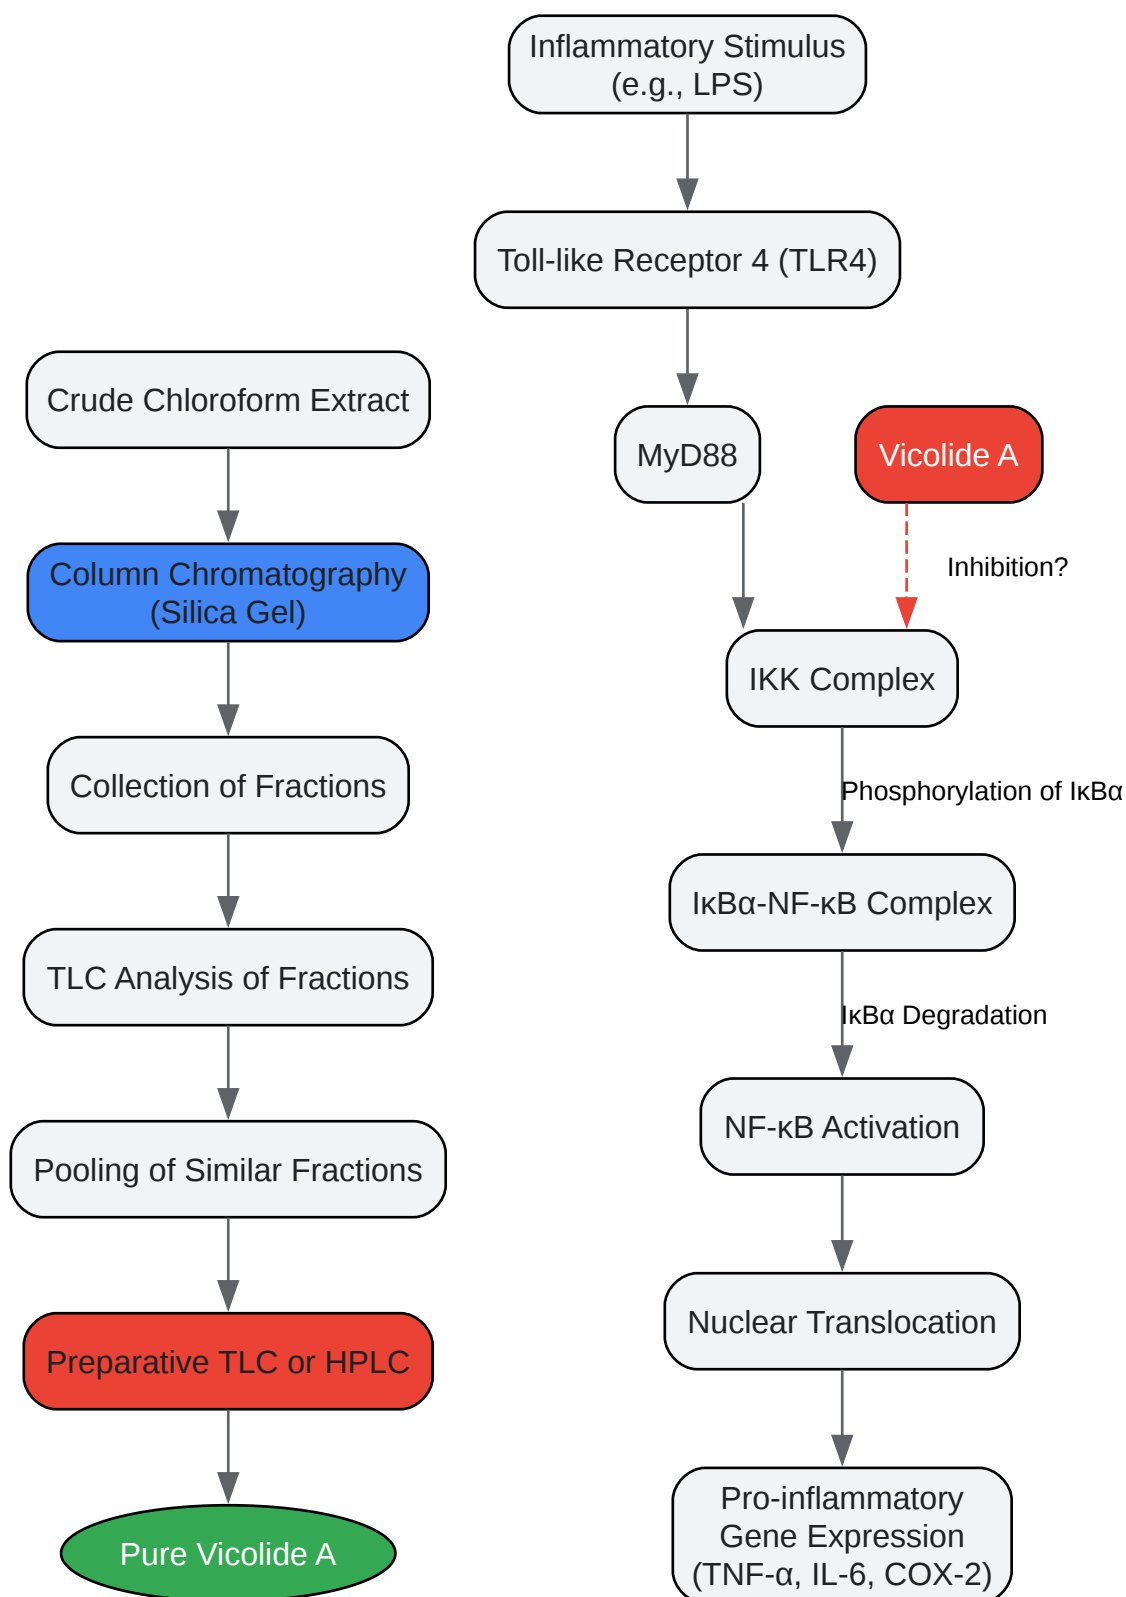 Inflammatory Stimulus
(e.g., LPS)
Toll-like Receptor 4 (TLR4)
MyD88
Vicolide A
Inhibition?
IKK Complex
Phosphorylation of IκBα
IκBα-NF-κB Complex
IκBα Degradation
NF-κB Activation
Nuclear Translocation
Pro-inflammatory
Gene Expression
(TNF-α, IL-6, COX-2)
Crude Chloroform Extract
Column Chromatography
(Silica Gel)
Collection of Fractions
TLC Analysis of Fractions
Pooling of Similar Fractions
Preparative TLC or HPLC
Pure Vicolide A